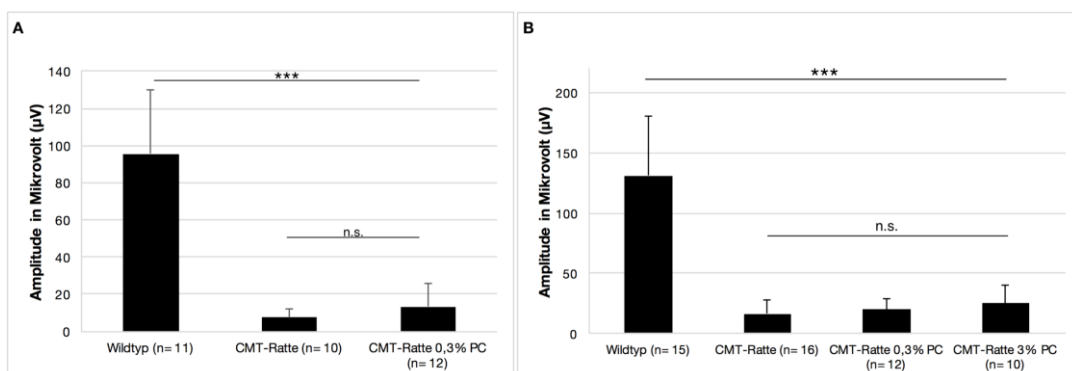 A
Amplitude in Mikrovolt (µV)
140
120
100
80
60
40
20
0
***
n.s.
Wildtyp (n= 11)
CMT-Ratte (n= 10)
CMT-Ratte 0,3% PC
(n= 12)
B
Amplitude in Mikrovolt (µV)
200
150
100
50
0
***
n.s.
Wildtyp (n= 15)
CMT-Ratte (n= 16)
CMT-Ratte 0,3% PC
(n= 12)
CMT-Ratte 3% PC
(n= 10)